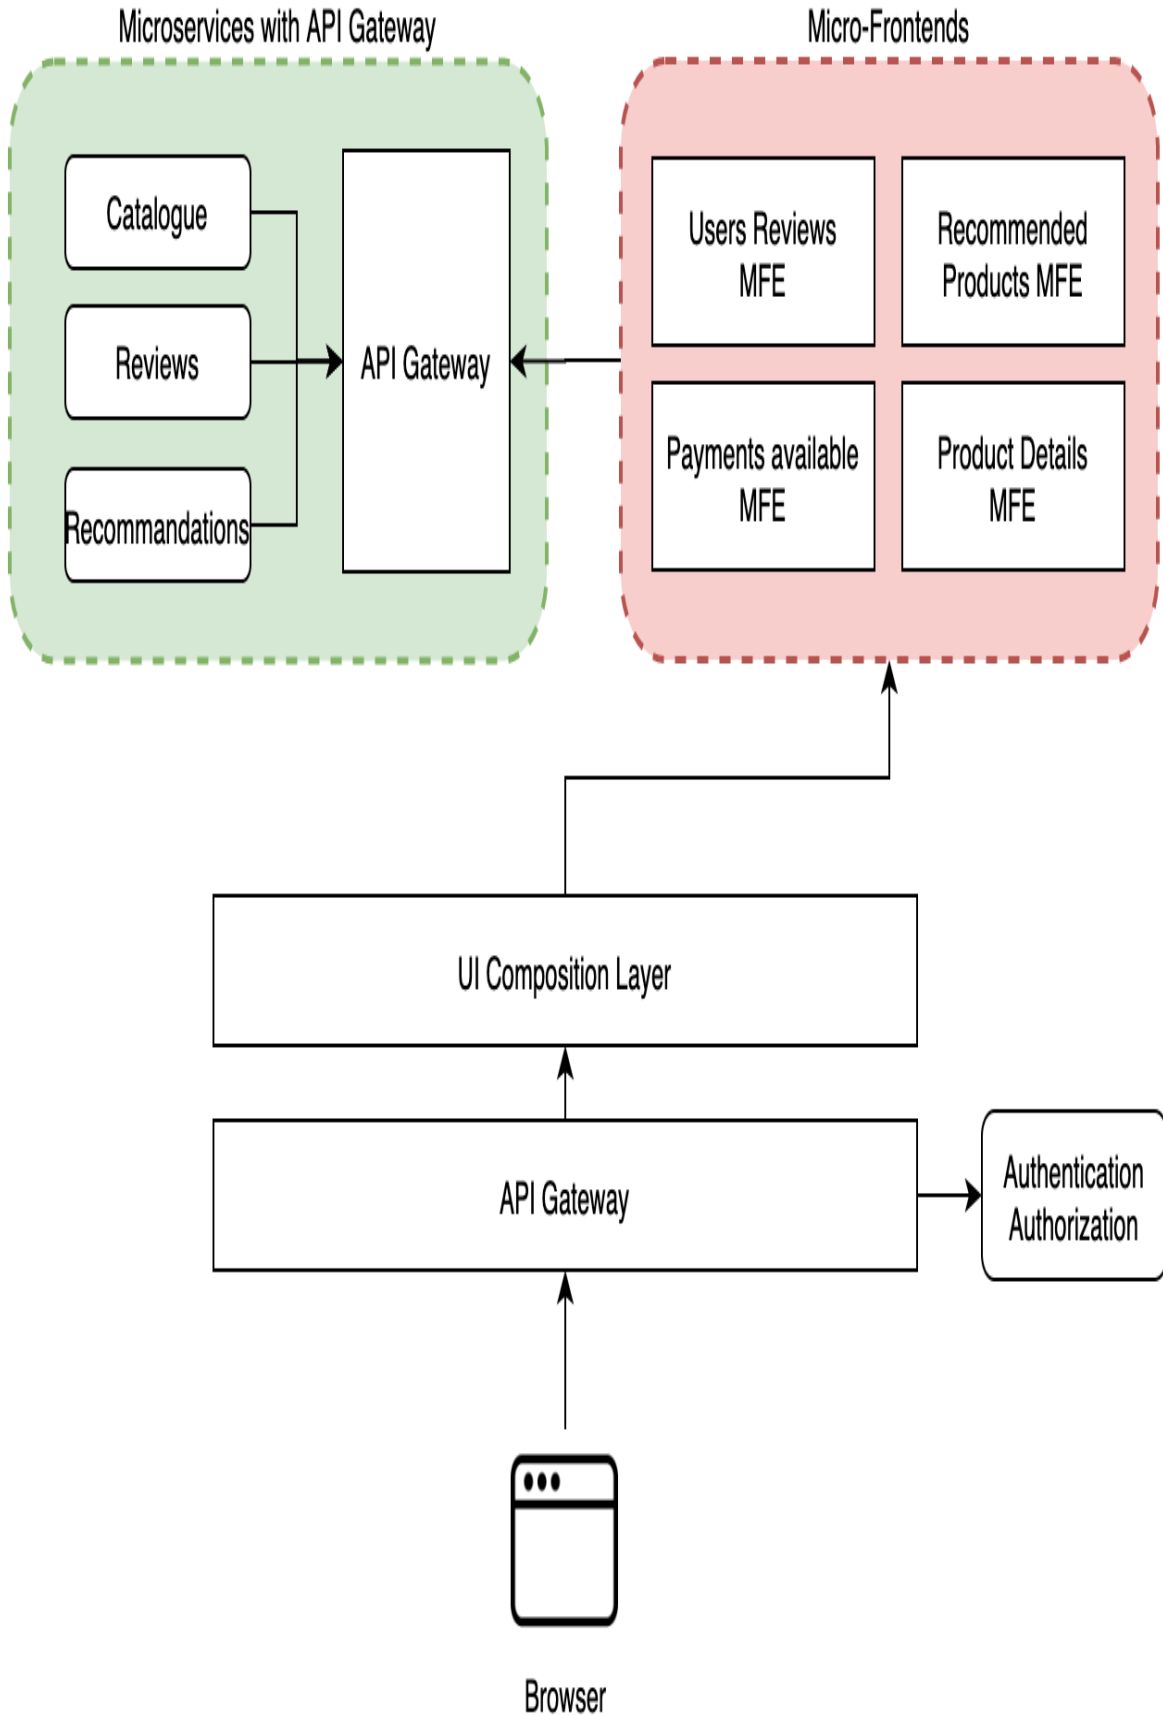 Microservices with API Gateway
Micro-Frontends
Catalogue
Reviews
Recommandations
API Gateway
Users Reviews
MFE
Recommended
Products MFE
Payments available
MFE
Product Details
MFE
UI Composition Layer
API Gateway
Authentication
Authorization
Browser